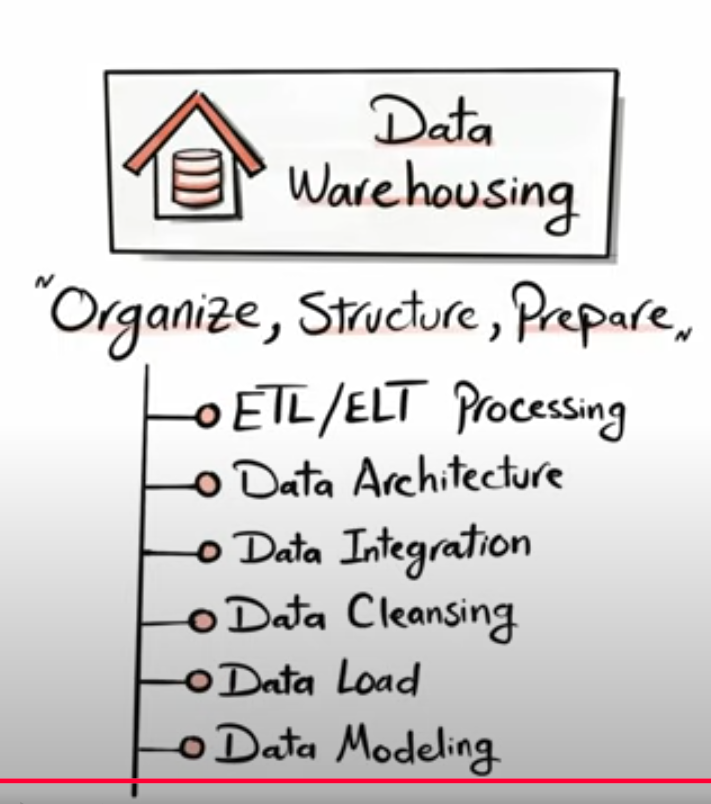 Data
Warehousing
"Organize, Structure, Prepare"
ETL/ELT Processing
Data Architecture
Data Integration
Data Cleansing
Data Load
Data Modeling